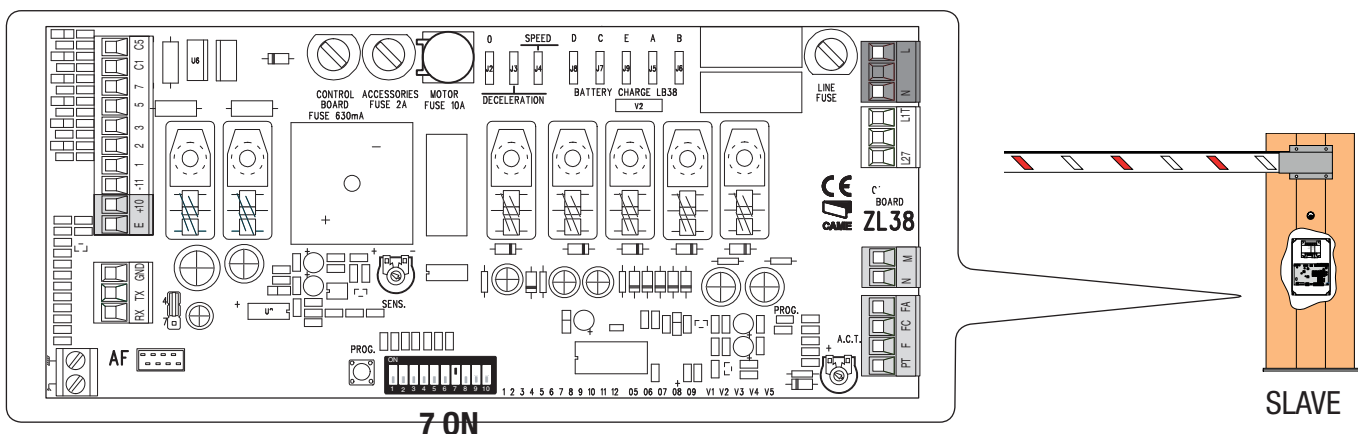 C5
C1
7
5
3
2
1
-11
+10
E
GND
TX
RX
4
7
AF
U6
CONTROL
BOARD
FUSE 630mA
ACCESSORIES
FUSE 2A
MOTOR
FUSE 10A
0
SPEED
D C E A B
J2 J3 J4 J8 J7 J9 J5 J6
DECELERATION
BATTERY CHARGE LB38
V2
LINE
FUSE
L
N
L1T
L27
CE
CAME
BOARD
ZL38
M
N
FA
FC
F
PT
SENS.
PROG.
A.C.T.
PROG.
ON
1 2 3 4 5 6 7 8 9 10
1 2 3 4 5 6 7 8 9 10 11 12 05 06 07 08 09 V1 V2 V3 V4 V5
7 ON
SLAVE